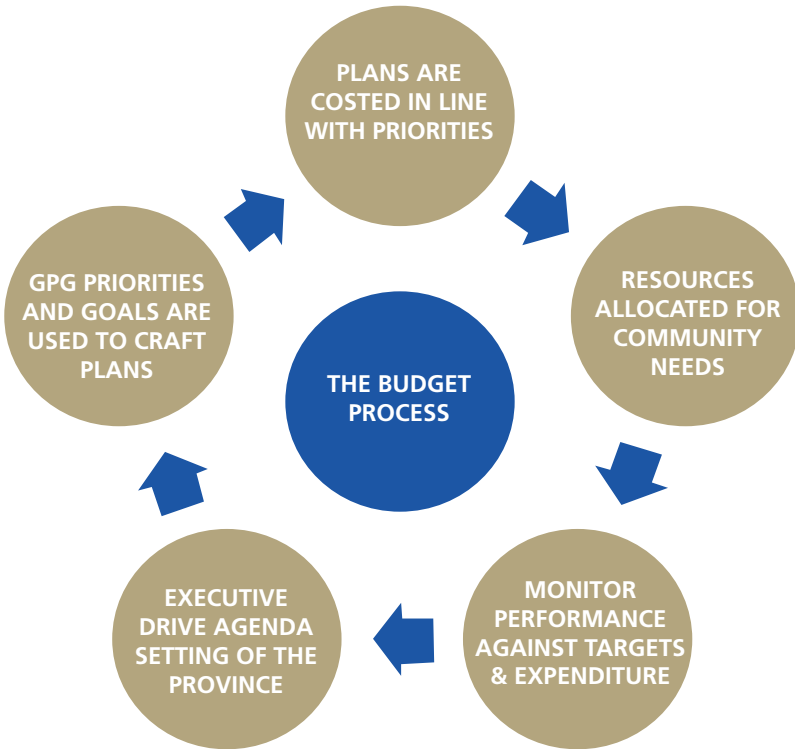 PLANS ARE
COSTED IN LINE
WITH PRIORITIES
RESOURCES
ALLOCATED FOR
COMMUNITY
NEEDS
MONITOR
PERFORMANCE
AGAINST TARGETS
& EXPENDITURE
EXECUTIVE
DRIVE AGENDA
SETTING OF THE
PROVINCE
GPG PRIORITIES
AND GOALS ARE
USED TO CRAFT
PLANS
THE BUDGET
PROCESS